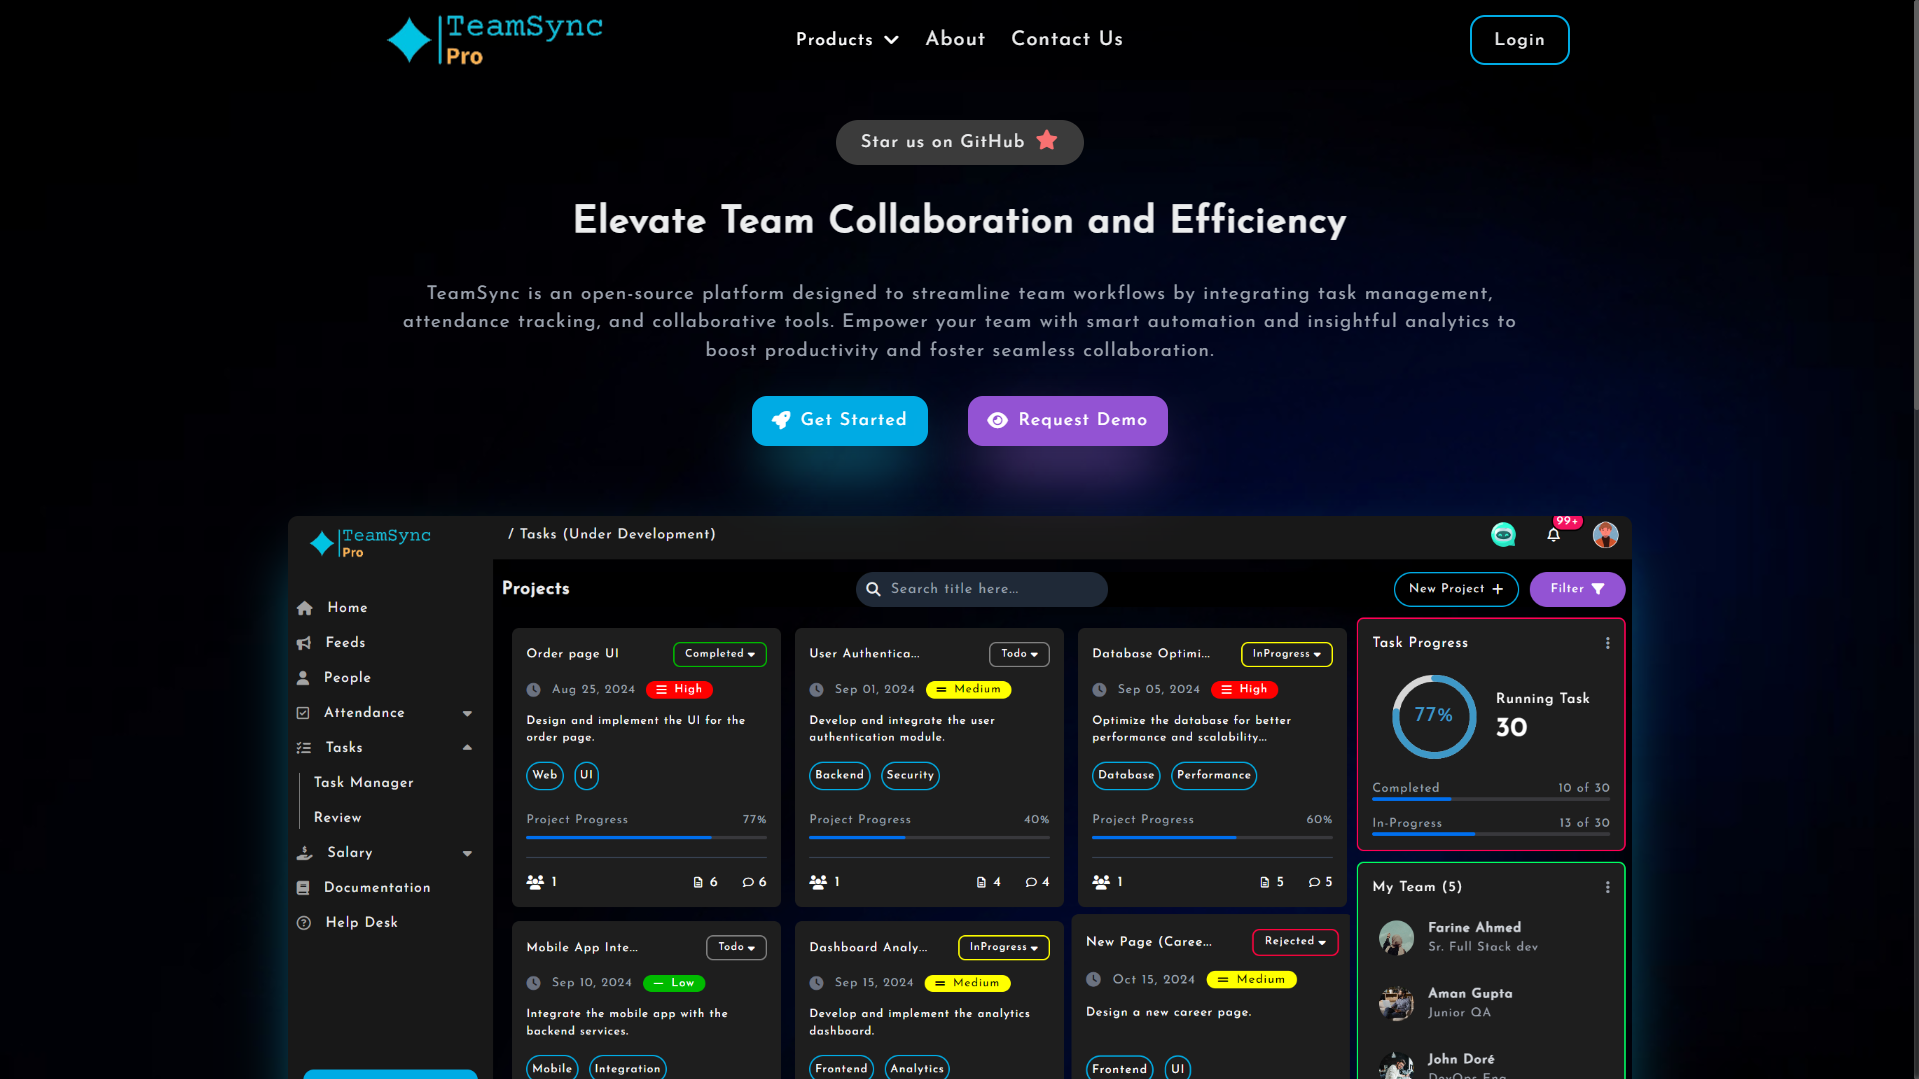 TeamSync
Pro
Products
About
Contact Us
Login
Star us on GitHub
Elevate Team Collaboration and Efficiency
TeamSync is an open-source platform designed to streamline team workflows by integrating task management,
attendance tracking, and collaborative tools. Empower your team with smart automation and insightful analytics to
boost productivity and foster seamless collaboration.
Get Started
Request Demo
TeamSync
Pro
/ Tasks (Under Development)
99+
Home
Feeds
People
Attendance
Tasks
Task Manager
Review
Salary
Documentation
Help Desk
Projects
Search title here...
New Project +
Filter
Order page UI
Completed
Aug 25, 2024
High
Design and implement the UI for the
order page.
Web
UI
Project Progress
77%
1
6
6
User Authentica...
Todo
Sep 01, 2024
Medium
Develop and integrate the user
authentication module.
Backend
Security
Project Progress
40%
1
4
4
Database Optimi...
InProgress
Sep 05, 2024
High
Optimize the database for better
performance and scalability...
Database
Performance
Project Progress
60%
1
5
5
Mobile App Inte...
Todo
Sep 10, 2024
Low
Integrate the mobile app with the
backend services.
Mobile
Integration
Dashboard Analy...
InProgress
Sep 15, 2024
Medium
Develop and implement the analytics
dashboard.
Frontend
Analytics
New Page (Caree...
Rejected
Oct 15, 2024
Medium
Design a new career page.
Frontend
UI
Task Progress
77%
Running Task
30
Completed
10 of 30
In-Progress
13 of 30
My Team (5)
Farine Ahmed
Sr. Full Stack dev
Aman Gupta
Junior QA
John Doré
DevOps Eng